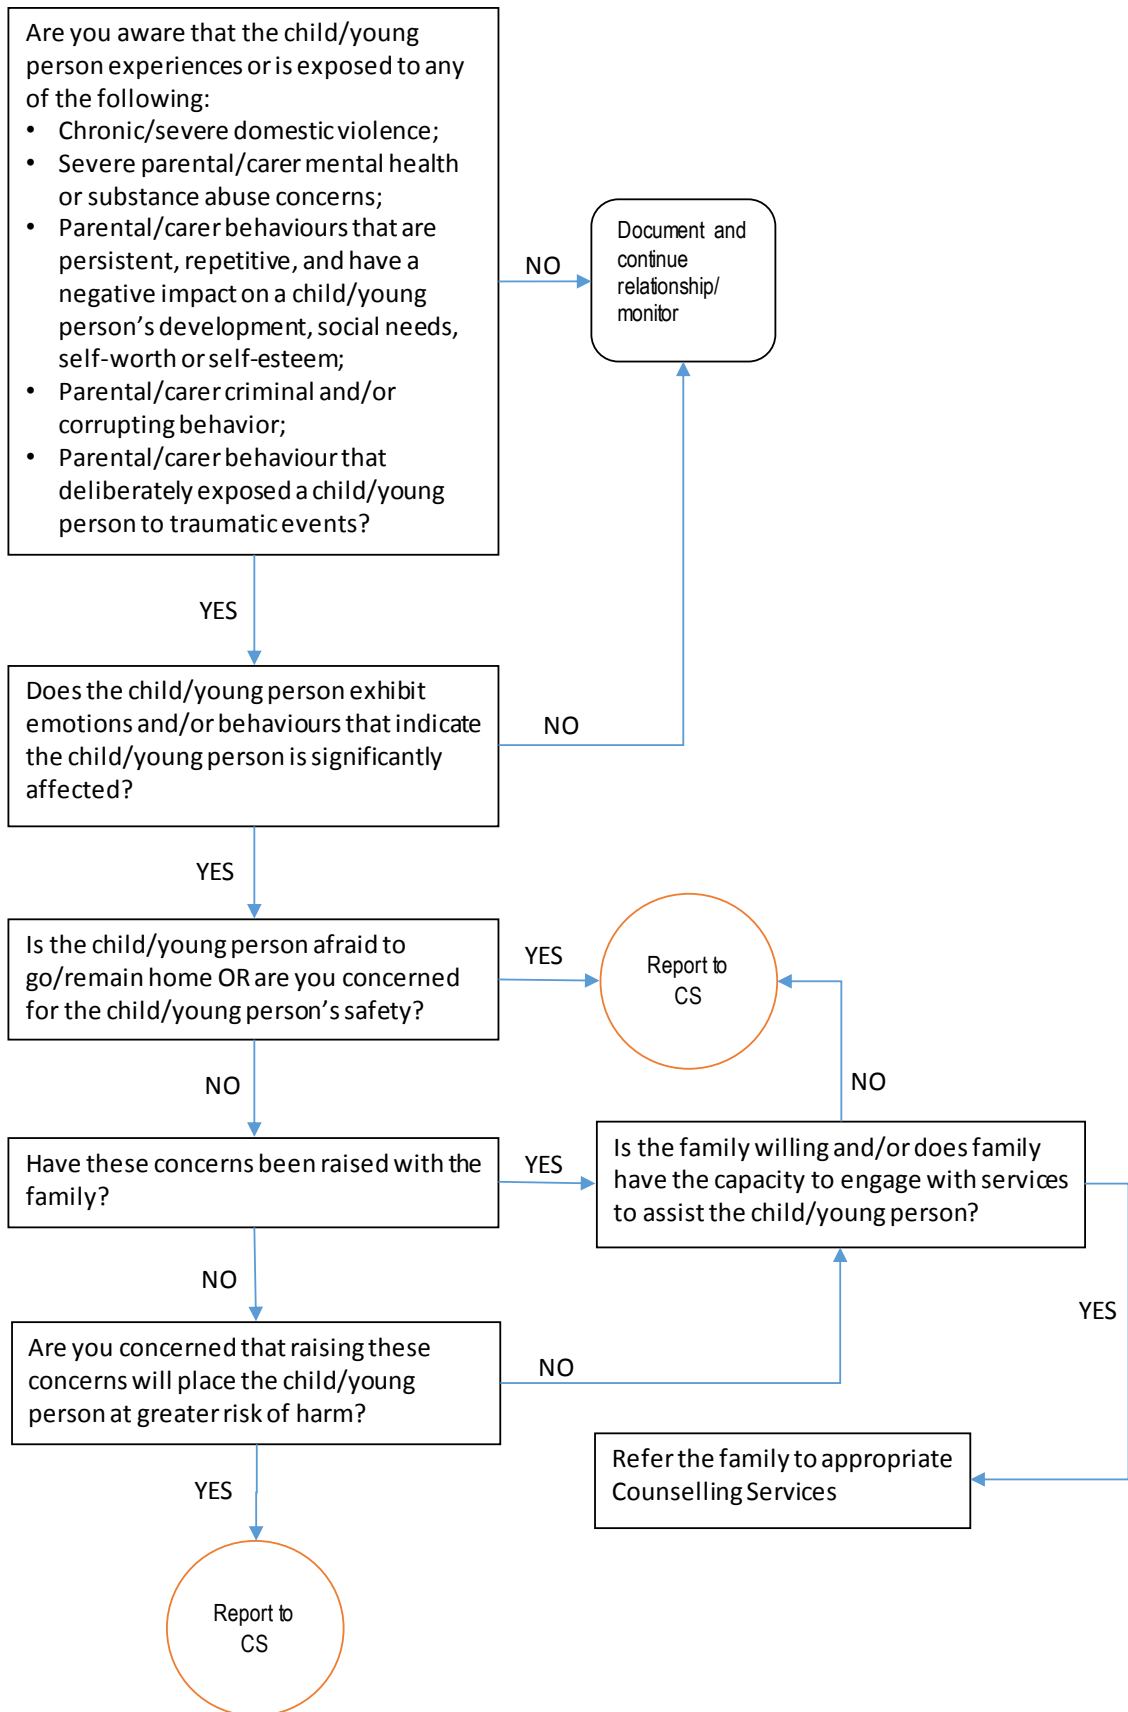 Are you aware that the child/young
person experiences or is exposed to any
of the following:
• Chronic/severe domestic violence;
• Severe parental/carer mental health
or substance abuse concerns;
• Parental/carer behaviours that are
persistent, repetitive, and have a
negative impact on a child/young
person’s development, social needs,
self-worth or self-esteem;
• Parental/carer criminal and/or
corrupting behavior;
• Parental/carer behaviour that
deliberately exposed a child/young
person to traumatic events?
NO
Document and
continue
relationship/
monitor
YES
Does the child/young person exhibit
emotions and/or behaviours that indicate
the child/young person is significantly
affected?
NO
YES
Is the child/young person afraid to
go/remain home OR are you concerned
for the child/young person’s safety?
YES
Report to
CS
NO
NO
Have these concerns been raised with the
family?
YES
Is the family willing and/or does family
have the capacity to engage with services
to assist the child/young person?
NO
YES
Are you concerned that raising these
concerns will place the child/young
person at greater risk of harm?
NO
Refer the family to appropriate
Counselling Services
YES
Report to
CS